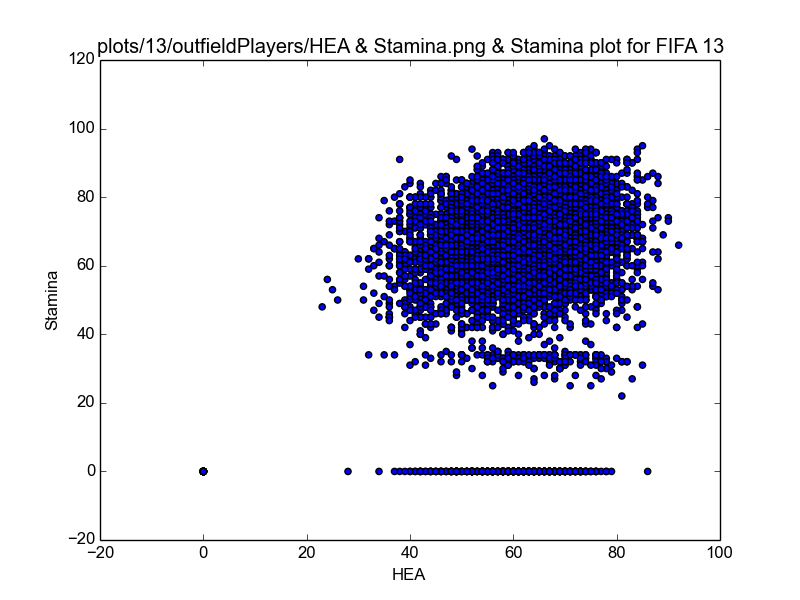 plots/13/outfieldPlayers/HEA & Stamina.png & Stamina plot for FIFA 13
120
100
80
60
40
20
0
−20
Stamina
−20 0 20 40 60 80 100
HEA